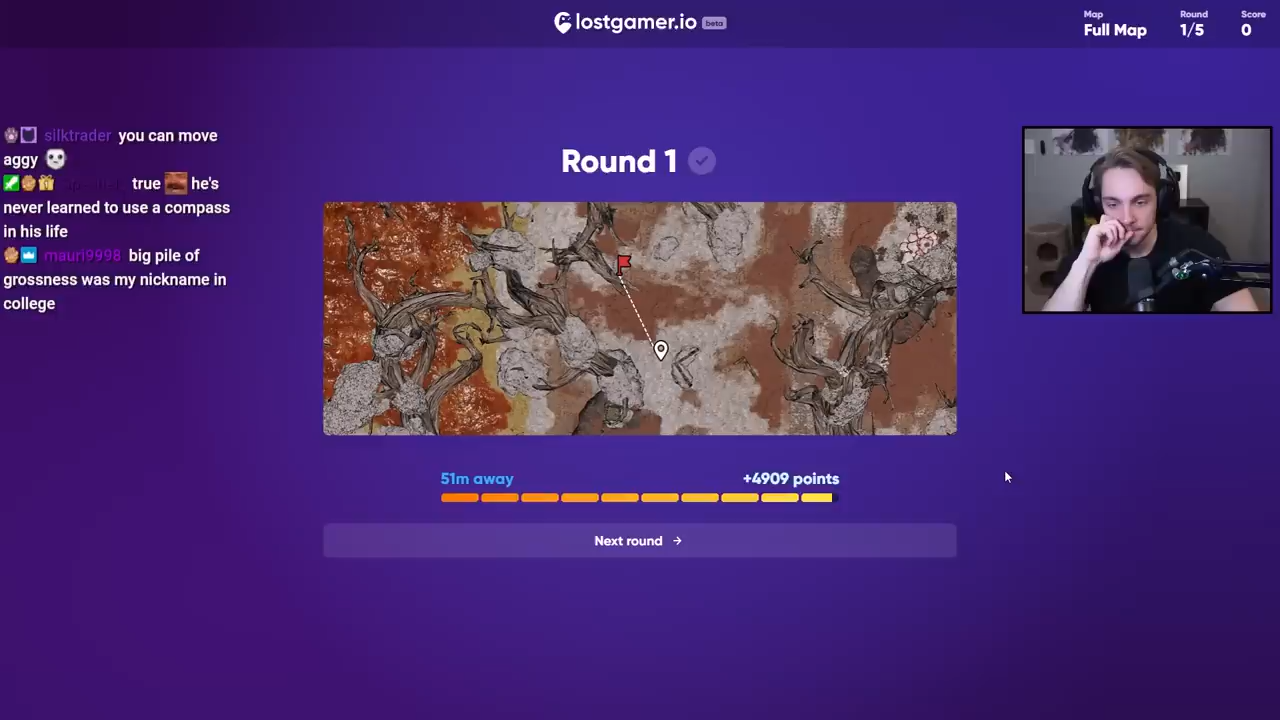 lostgamer.io beta
Map
Full Map
Round
1/5
Score
0
silktrader you can move
aggy
true he's
never learned to use a compass
in his life
mauri9998 big pile of
grossness was my nickname in
college
Round 1
51m away
+4909 points
Next round →